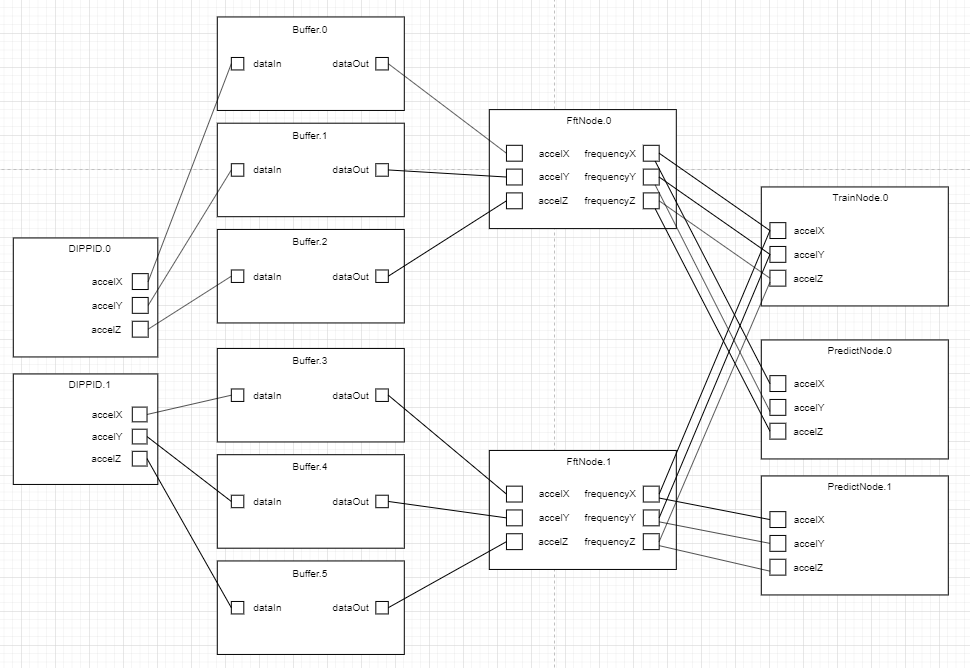 Buffer.0
dataIn dataOut
Buffer.1
dataIn dataOut
Buffer.2
dataIn dataOut
DIPPID.0
accelX
accelY
accelZ
DIPPID.1
accelX
accelY
accelZ
Buffer.3
dataIn dataOut
Buffer.4
dataIn dataOut
Buffer.5
dataIn dataOut
FftNode.0
accelX frequencyX
accelY frequencyY
accelZ frequencyZ
FftNode.1
accelX frequencyX
accelY frequencyY
accelZ frequencyZ
TrainNode.0
accelX
accelY
accelZ
PredictNode.0
accelX
accelY
accelZ
PredictNode.1
accelX
accelY
accelZ